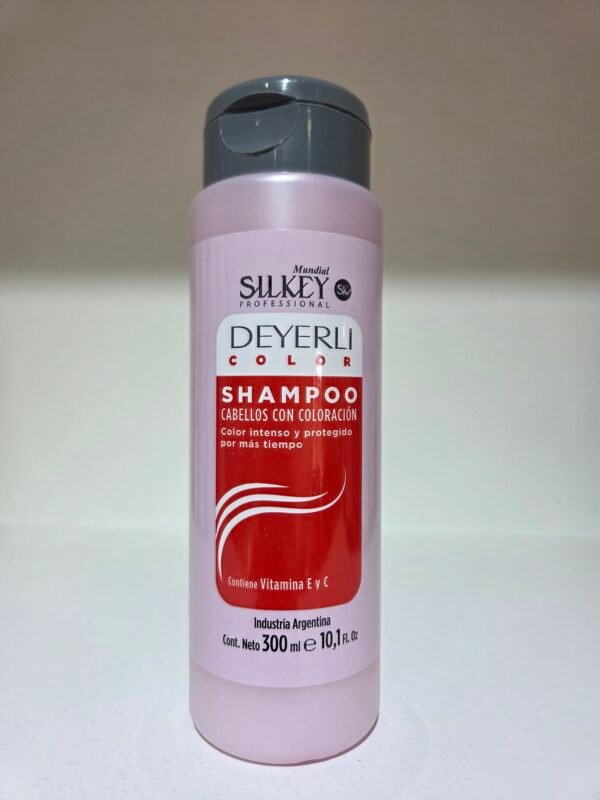 Mundial
SILKEY SKY
PROFESSIONAL
DEYERLI
COLOR
SHAMPOO
CABELLOS CON COLORACIÓN
Color intenso y protegido
por más tiempo
Contiene Vitamina E y C
Industria Argentina
Cont. Neto 300 ml e 10,1 FL. Oz